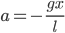 a = − gx/l